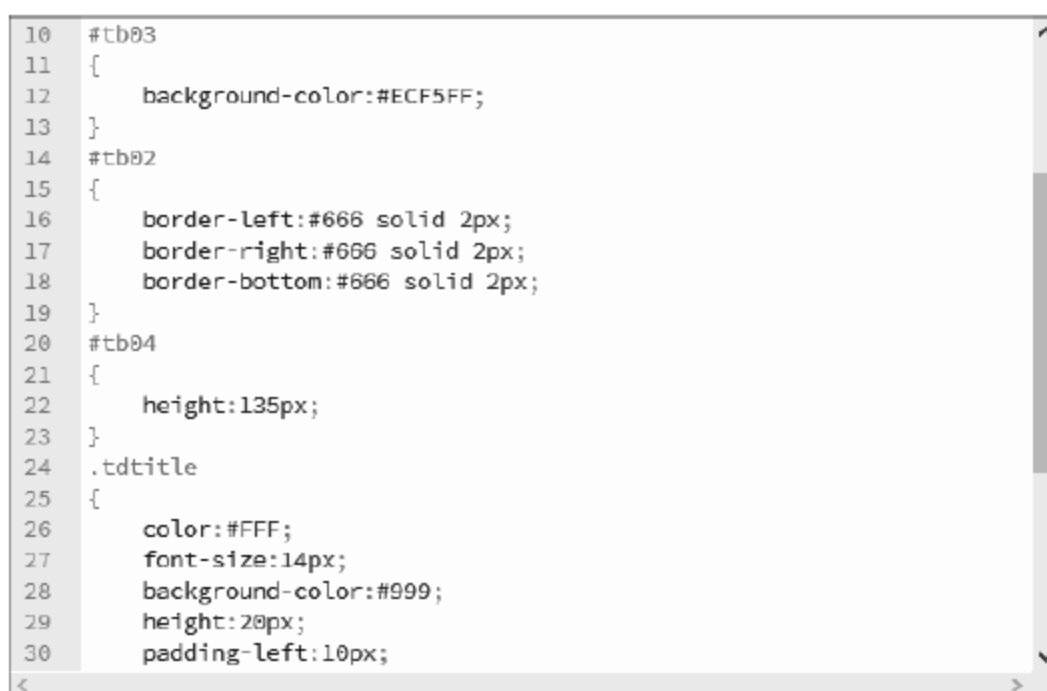 10 #tb03
11 {
12     background-color:#ECF5FF;
13 }
14 #tb02
15 {
16     border-left:#666 solid 2px;
17     border-right:#666 solid 2px;
18     border-bottom:#666 solid 2px;
19 }
20 #tb04
21 {
22     height:135px;
23 }
24 .tdtitle
25 {
26     color:#FFF;
27     font-size:14px;
28     background-color:#999;
29     height:20px;
30     padding-left:10px;